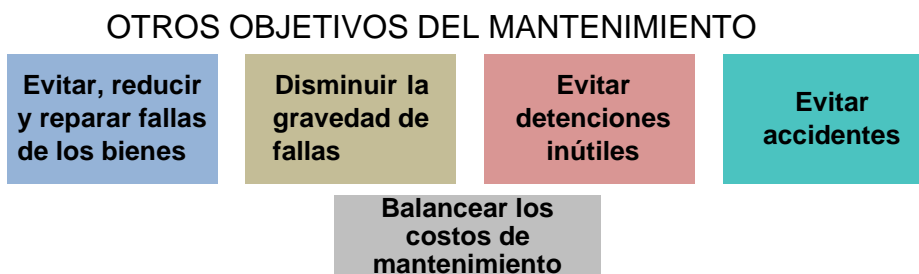 OTROS OBJETIVOS DEL MANTENIMIENTO
Evitar, reducir
y reparar fallas
de los bienes
Disminuir la
gravedad de
fallas
Evitar
detenciones
inútiles
Evitar
accidentes
Balancear los
costos de
mantenimiento